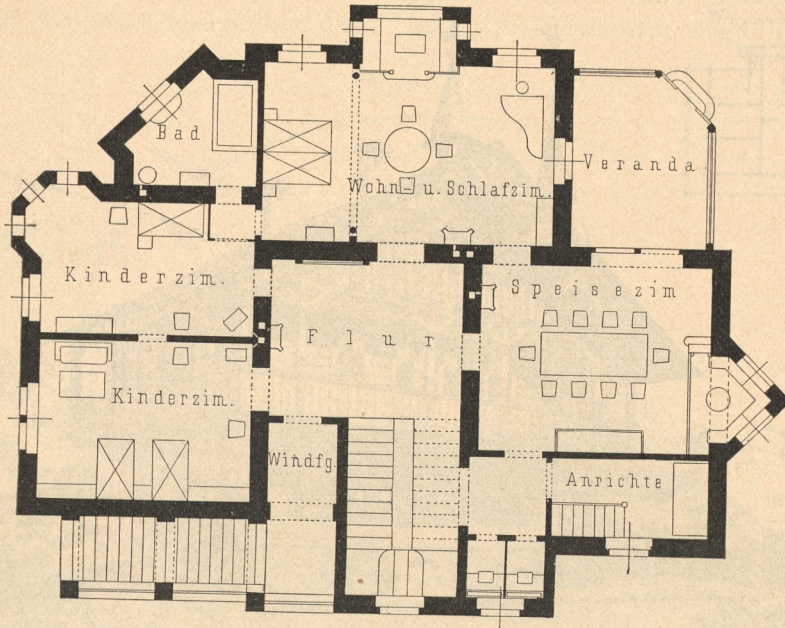 Bad
Wohn- u. Schlafzim.
Veranda
Kinderzim.
Speisezim
Flur
Kinderzim.
Windfg.
Anrichte